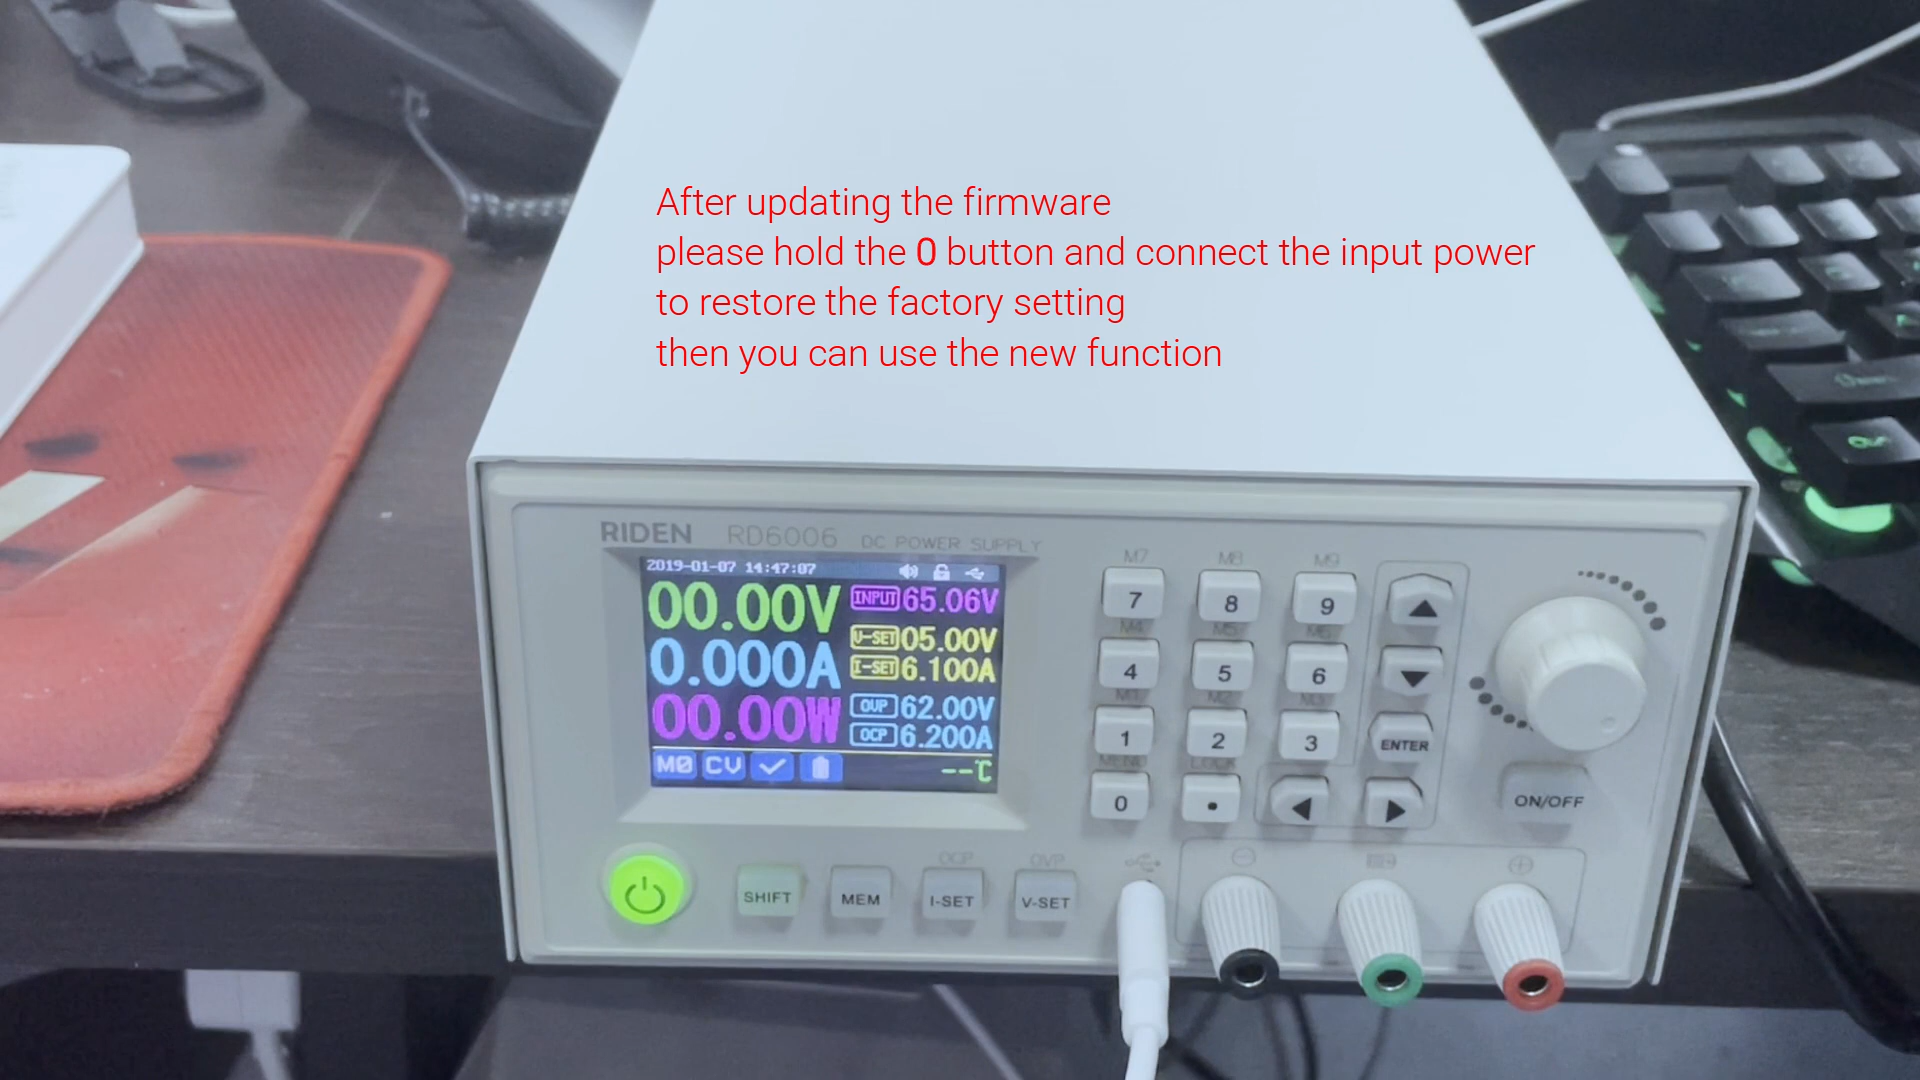 After updating the firmware
please hold the 0 button and connect the input power
to restore the factory setting
then you can use the new function
RIDEN RD6006 DC POWER SUPPLY
2019-01-07 14:47:07
00.00V
INPUT 65.06V
V-SET 05.00V
0.000A
I-SET 6.100A
00.00W
OVP 62.00V
OCP 6.200A
M0 CV --℃
M7 M8 M9
7 8 9
M4 M5 M6
4 5 6
M1 M2 M3
1 2 3
ENTER
MENU LOCK
0 .
ON/OFF
OCP OVP
SHIFT MEM I-SET V-SET